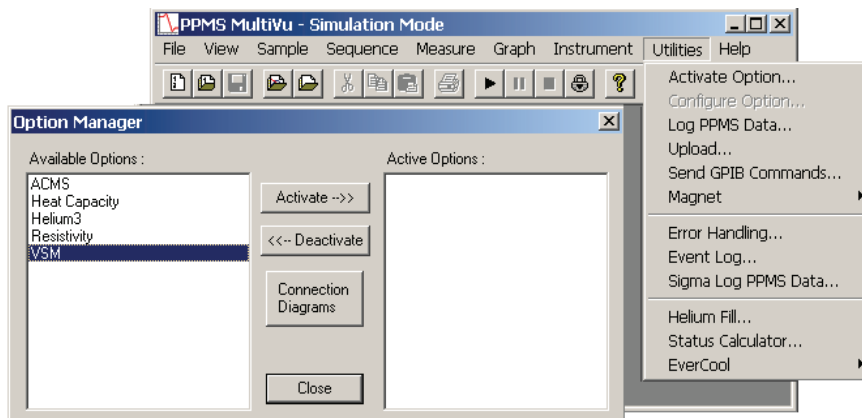 PPMS MultiVu - Simulation Mode
File View Sample Sequence Measure Graph Instrument Utilities Help
Activate Option...
Configure Option...
Log PPMS Data...
Upload...
Send GPIB Commands...
Magnet
Error Handling...
Event Log...
Sigma Log PPMS Data...
Helium Fill...
Status Calculator...
EverCool
Option Manager
Available Options :
ACMS
Heat Capacity
Helium3
Resistivity
VSM
Activate -->>
<<-- Deactivate
Connection
Diagrams
Close
Active Options :